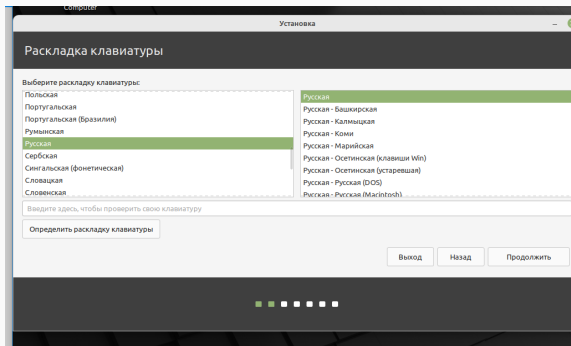 Computer
Установка
Раскладка клавиатуры
Выберите раскладку клавиатуры:
Польская
Португальская
Португальская (Бразилия)
Румынская
Русская
Сербская
Сингальская (фонетическая)
Словацкая
Словенская
Русская
Русская - Башкирская
Русская - Калмыцкая
Русская - Коми
Русская - Марийская
Русская - Осетинская (клавиши Win)
Русская - Осетинская (устаревшая)
Русская - Русская (DOS)
Русская - Русская (Macintosh)
Введите здесь, чтобы проверить свою клавиатуру
Определить раскладку клавиатуры
Выход
Назад
Продолжить